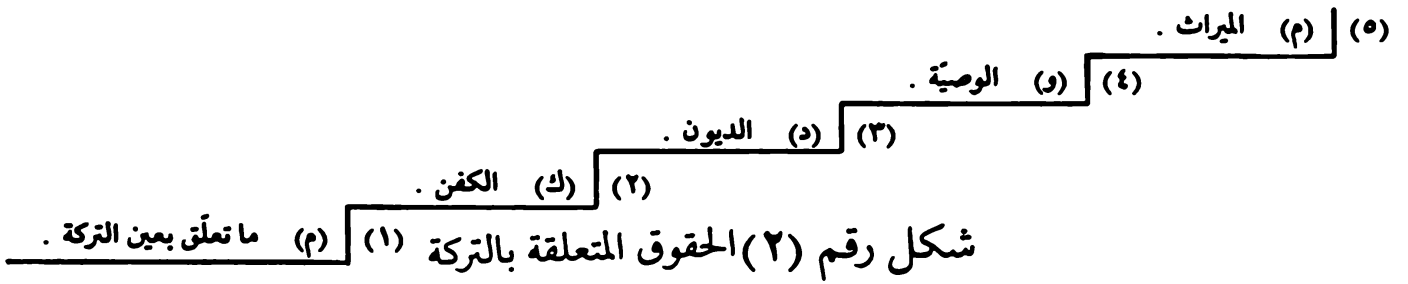 (٥) (م) الميراث .
(٤) (و) الوصيّة .
(٣) (د) الديون .
(٢) (ك) الكفن .
(١) (م) ما تعلّق بعين التركة .
شكل رقم (٢) الحقوق المتعلقة بالتركة